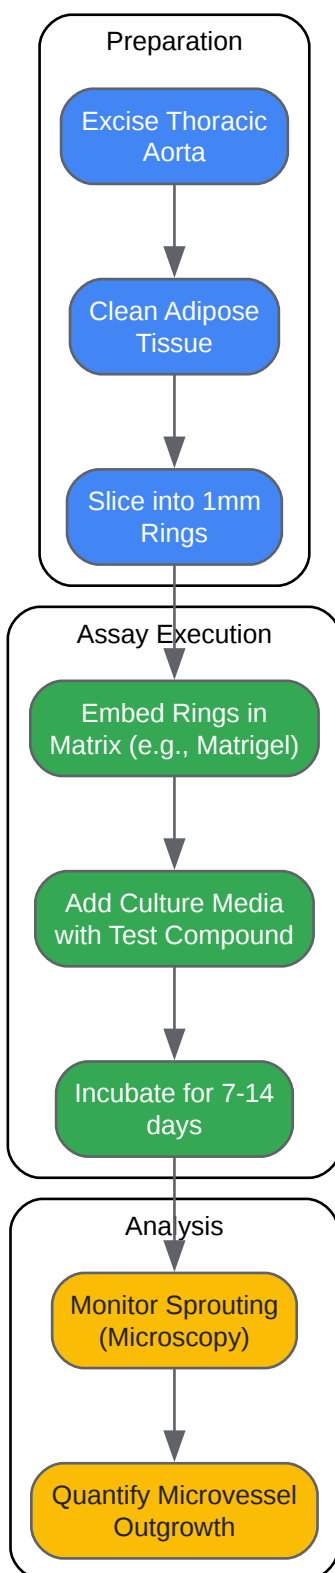 Preparation
Excise Thoracic
Aorta
Clean Adipose
Tissue
Slice into 1mm
Rings
Assay Execution
Embed Rings in
Matrix (e.g., Matrigel)
Add Culture Media
with Test Compound
Incubate for 7-14
days
Analysis
Monitor Sprouting
(Microscopy)
Quantify Microvessel
Outgrowth